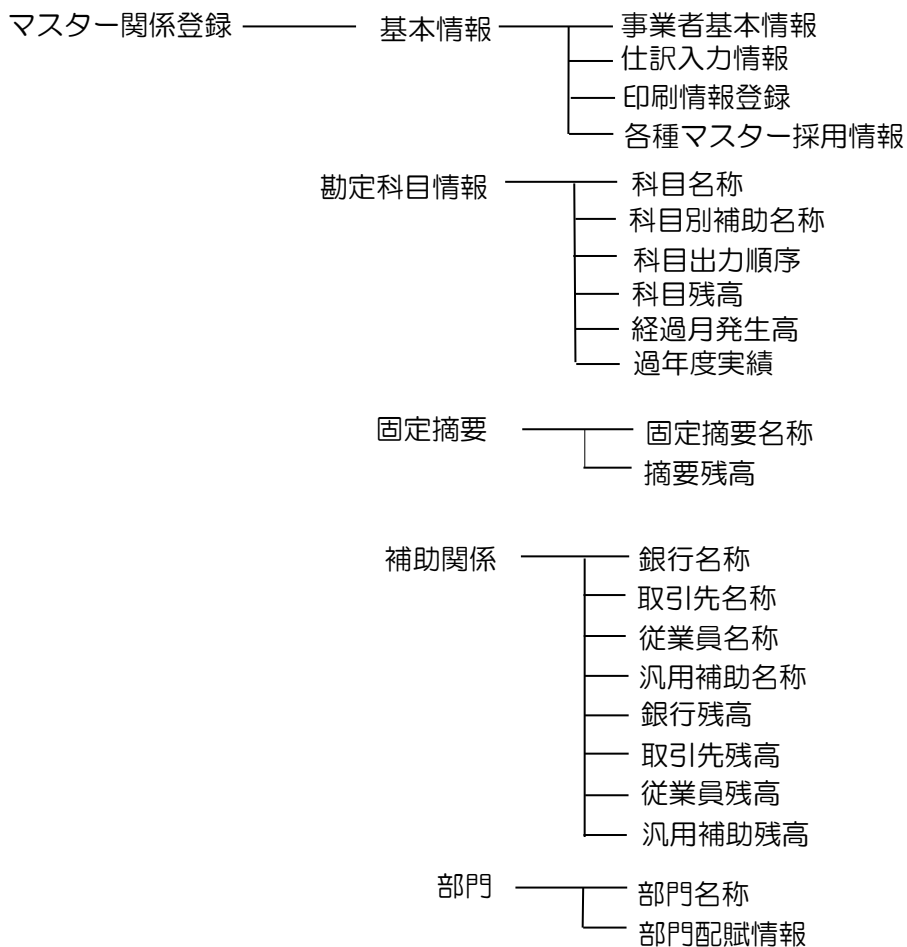 マスター関係登録 基本情報 事業者基本情報
仕訳入力情報
印刷情報登録
各種マスター採用情報
勘定科目情報 科目名称
科目別補助名称
科目出力順序
科目残高
経過月発生高
過年度実績
固定摘要 固定摘要名称
摘要残高
補助関係 銀行名称
取引先名称
従業員名称
汎用補助名称
銀行残高
取引先残高
従業員残高
汎用補助残高
部門 部門名称
部門配賦情報